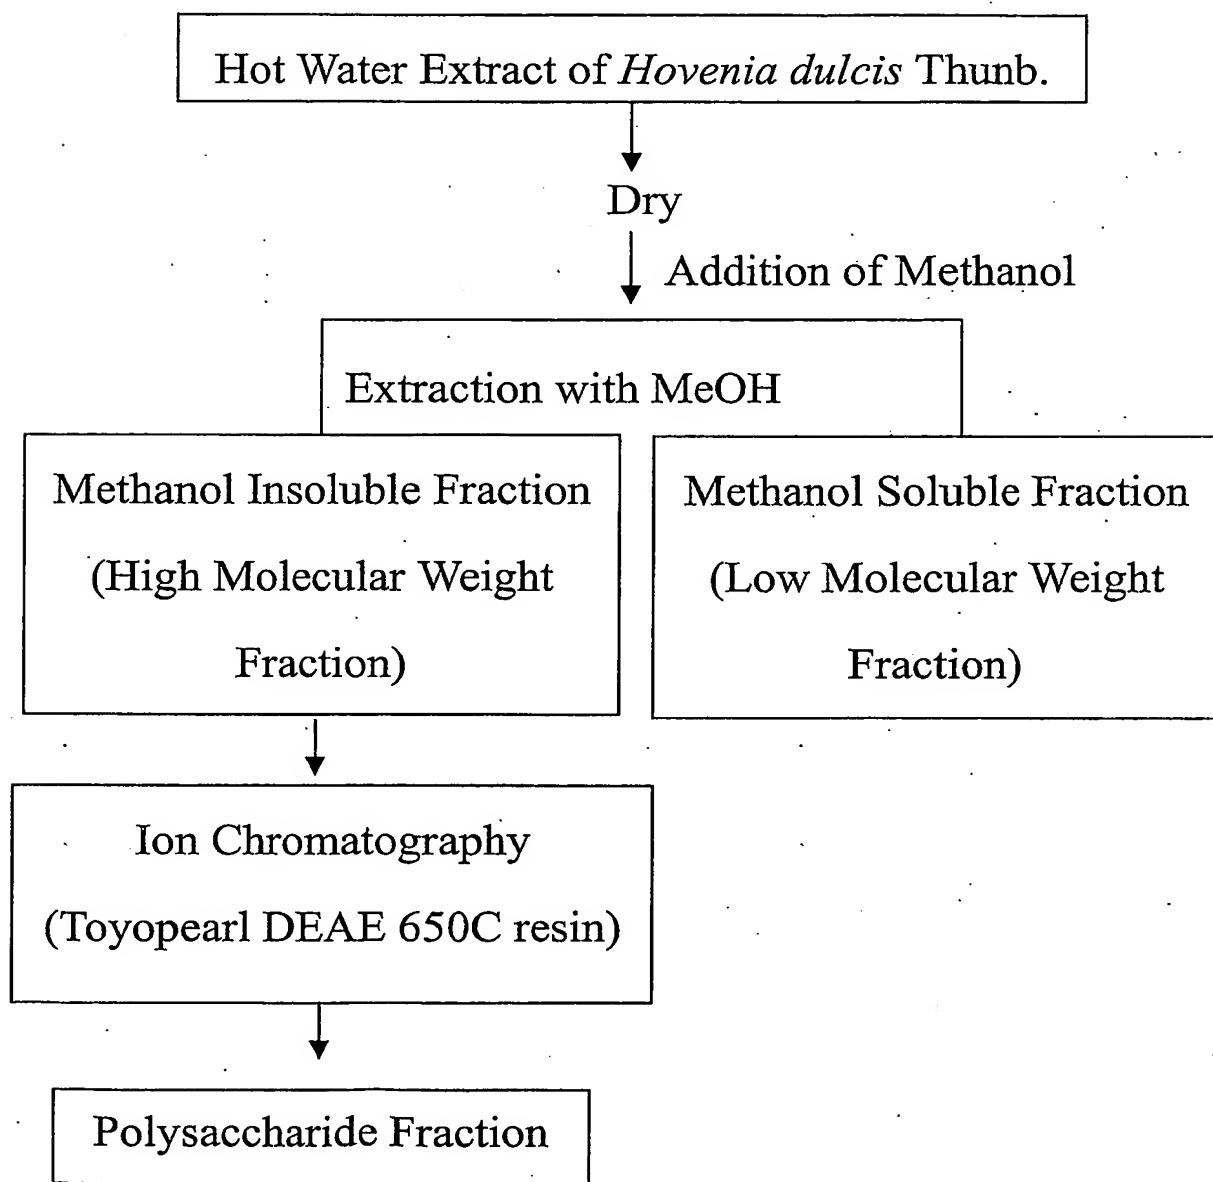 Hot Water Extract of Hovenia dulcis Thunb.
Dry
Addition of Methanol
Extraction with MeOH
Methanol Insoluble Fraction
(High Molecular Weight
Fraction)
Methanol Soluble Fraction
(Low Molecular Weight
Fraction)
Ion Chromatography
(Toyopearl DEAE 650C resin)
Polysaccharide Fraction